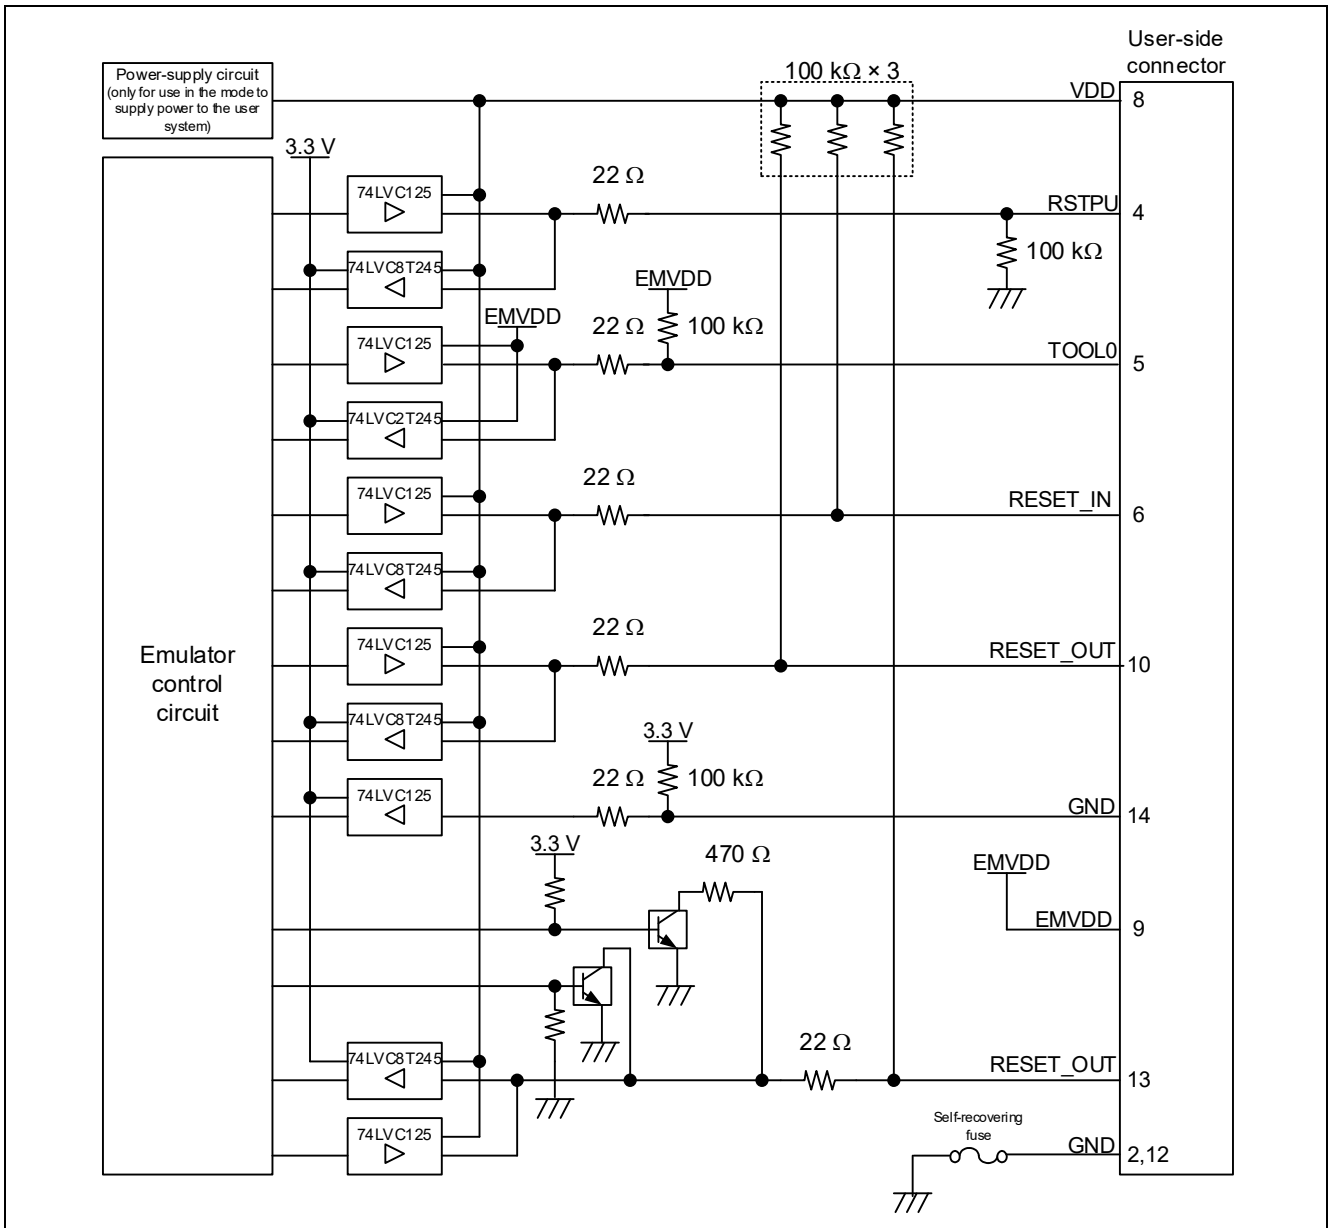 User-side
connector
Power-supply circuit
(only for use in the mode to
supply power to the user
system)
100 kΩ × 3
VDD
8
3.3 V
74LVC125
22 Ω
RSTPU
4
74LVC8T245
100 kΩ
EMVDD
EMVDD
74LVC125
22 Ω
100 kΩ
TOOL0
5
74LVC2T245
74LVC125
22 Ω
RESET_IN
6
74LVC8T245
Emulator
control
circuit
74LVC125
22 Ω
RESET_OUT
10
74LVC8T245
3.3 V
74LVC125
22 Ω
100 kΩ
GND
14
3.3 V
470 Ω
EMVDD
EMVDD
9
74LVC8T245
22 Ω
RESET_OUT
13
74LVC125
Self-recovering
fuse
GND
2,12